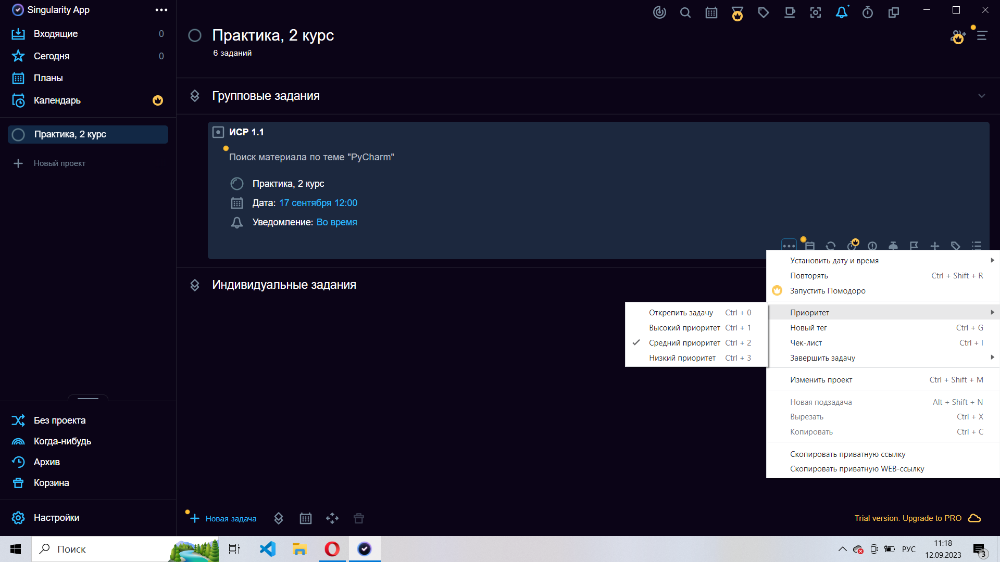 Singularity App
Входящие 0
Сегодня 0
Планы
Календарь
Практика, 2 курс
Новый проект
Без проекта
Когда-нибудь
Архив
Корзина
Настройки
Практика, 2 курс
6 заданий
Групповые задания
ИСР 1.1
Поиск материала по теме "PyCharm"
Практика, 2 курс
Дата: 17 сентября 12:00
Уведомление: Во время
Индивидуальные задания
Открепить задачу Ctrl + 0
Высокий приоритет Ctrl + 1
Средний приоритет Ctrl + 2
Низкий приоритет Ctrl + 3
Установить дату и время
Повторять Ctrl + Shift + R
Запустить Помодоро
Приоритет
Новый тег Ctrl + G
Чек-лист Ctrl + I
Завершить задачу
Изменить проект Ctrl + Shift + M
Новая подзадача Alt + Shift + N
Вырезать Ctrl + X
Копировать Ctrl + C
Скопировать приватную ссылку
Скопировать приватную WEB-ссылку
Новая задача
Trial version. Upgrade to PRO
Поиск
РУС
11:18
12.09.2023
3